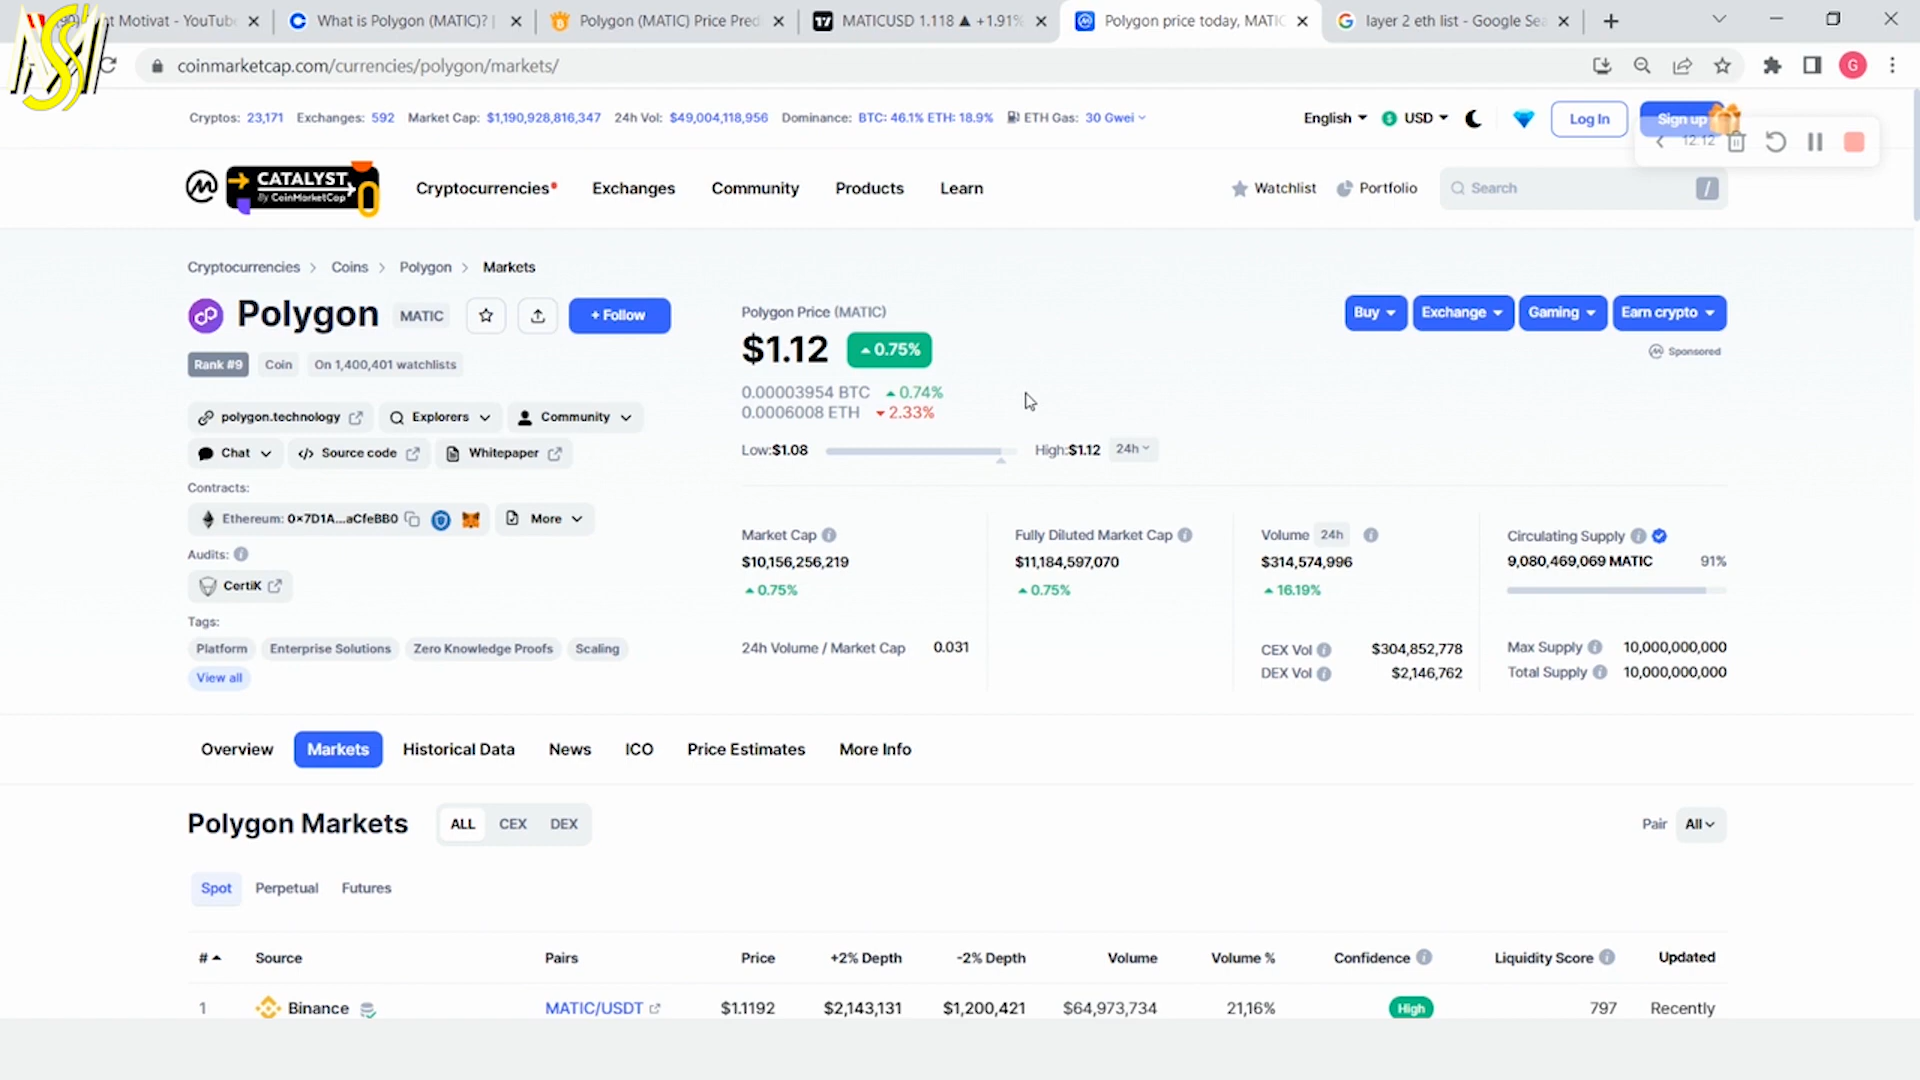 nt Motivat - YouTube
What is Polygon (MATIC)? |
Polygon (MATIC) Price Pred
MATICUSD 1.118 ▲ +1.91%
Polygon price today, MATIC
layer 2 eth list - Google Sea
coinmarketcap.com/currencies/polygon/markets/
G
Cryptos: 23,171 Exchanges: 592 Market Cap: $1,190,928,816,347 24h Vol: $49,004,118,956 Dominance: BTC: 46.1% ETH: 18.9% ETH Gas: 30 Gwei
English USD Log In Sign up
12:12
CATALYST
By CoinMarketCap
Cryptocurrencies Exchanges Community Products Learn
Watchlist Portfolio Search /
Cryptocurrencies > Coins > Polygon > Markets
Polygon MATIC + Follow
Rank #9 Coin On 1,400,401 watchlists
polygon.technology Explorers Community
Chat Source code Whitepaper
Contracts:
Ethereum: 0x7D1A...aCfeBB0 More
Audits:
CertiK
Tags:
Platform Enterprise Solutions Zero Knowledge Proofs Scaling
View all
Polygon Price (MATIC)
$1.12 0.75%
0.00003954 BTC 0.74%
0.0006008 ETH 2.33%
Low:$1.08 High:$1.12 24h
Buy Exchange Gaming Earn crypto
Sponsored
Market Cap
$10,156,256,219
0.75%
24h Volume / Market Cap 0.031
Fully Diluted Market Cap
$11,184,597,070
0.75%
Volume 24h
$314,574,996
16.19%
CEX Vol $304,852,778
DEX Vol $2,146,762
Circulating Supply
9,080,469,069 MATIC 91%
Max Supply 10,000,000,000
Total Supply 10,000,000,000
Overview Markets Historical Data News ICO Price Estimates More Info
Polygon Markets ALL CEX DEX
Pair All
Spot Perpetual Futures
# Source Pairs Price +2% Depth -2% Depth Volume Volume % Confidence Liquidity Score Updated
1 Binance MATIC/USDT $1.1192 $2,143,131 $1,200,421 $64,973,734 21,16% High 797 Recently